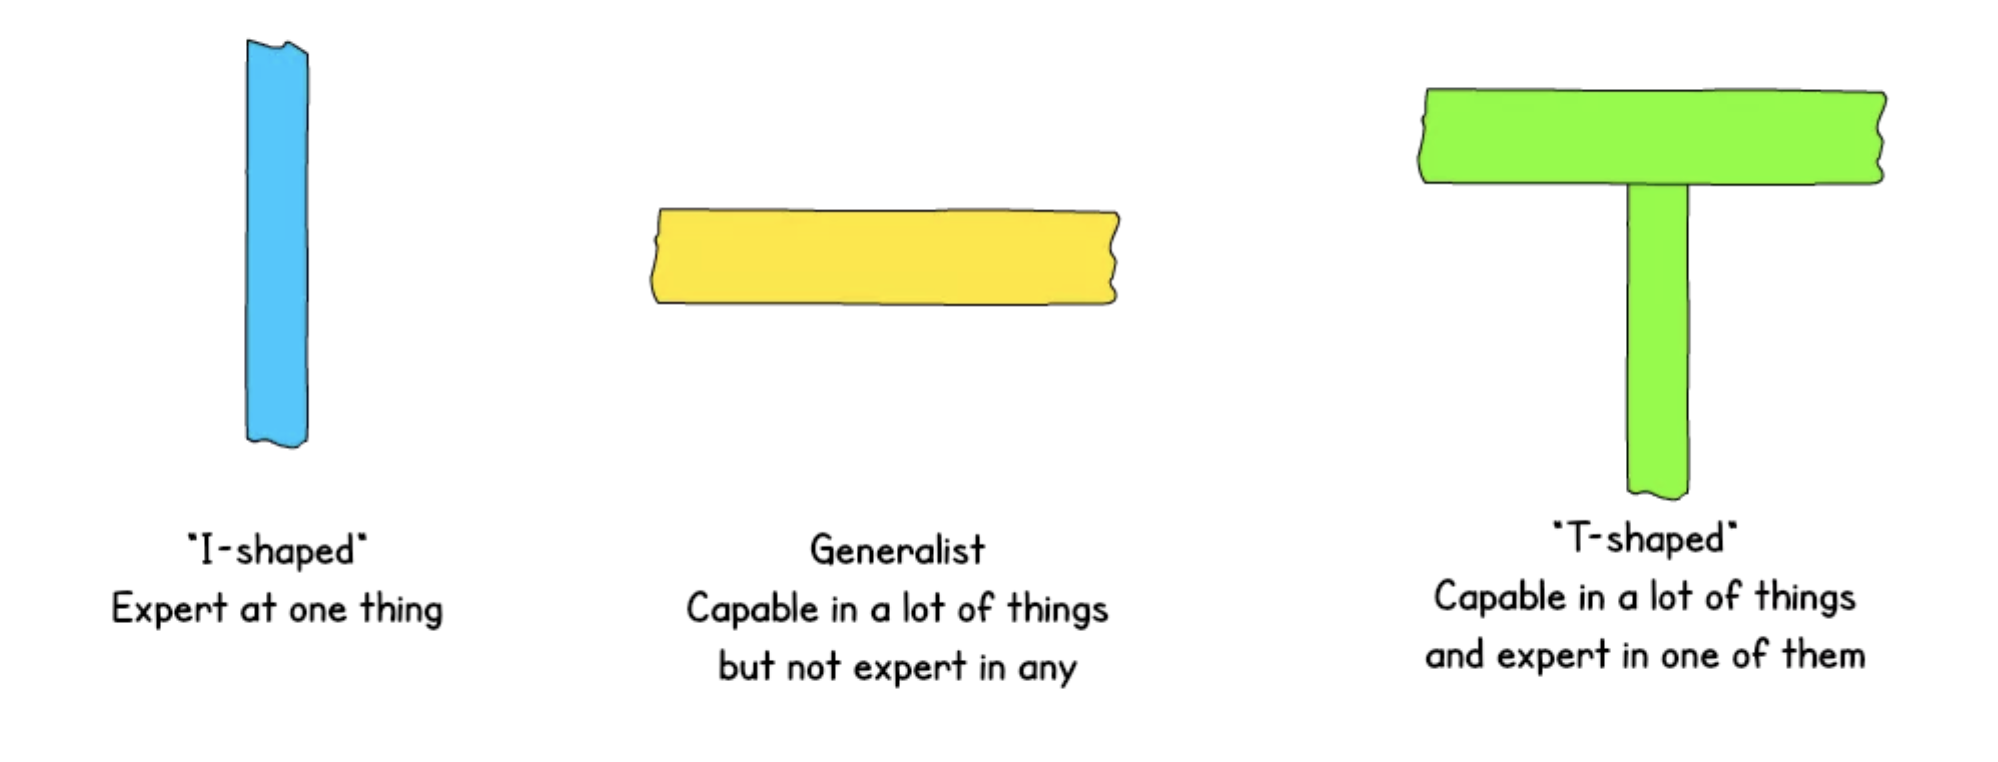 "I-shaped"
Expert at one thing
Generalist
Capable in a lot of things
but not expert in any
"T-shaped"
Capable in a lot of things
and expert in one of them